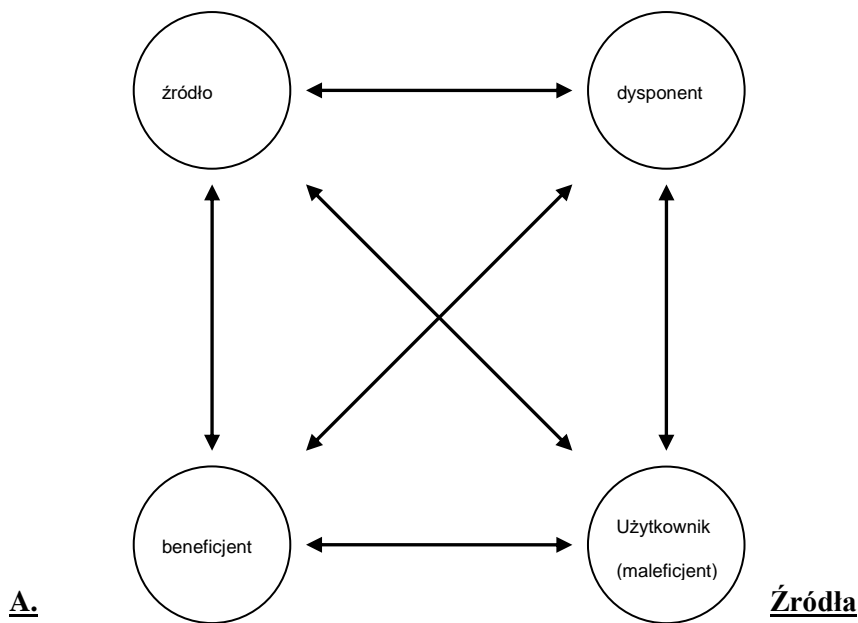 źródło
dysponent
beneficjent
Użytkownik
(maleficjent)
A.
Źródła